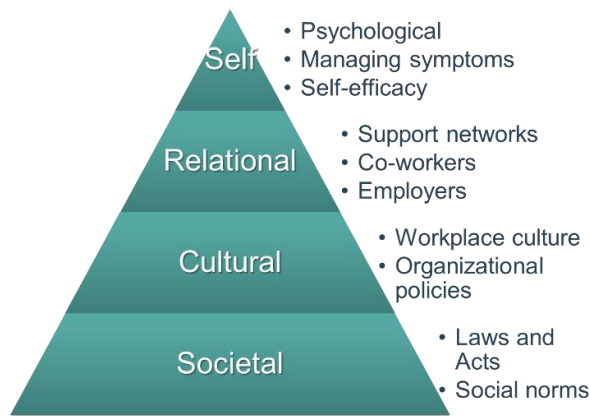 Self
• Psychological
• Managing symptoms
• Self-efficacy
Relational
• Support networks
• Co-workers
• Employers
Cultural
• Workplace culture
• Organizational
policies
Societal
• Laws and
Acts
• Social norms